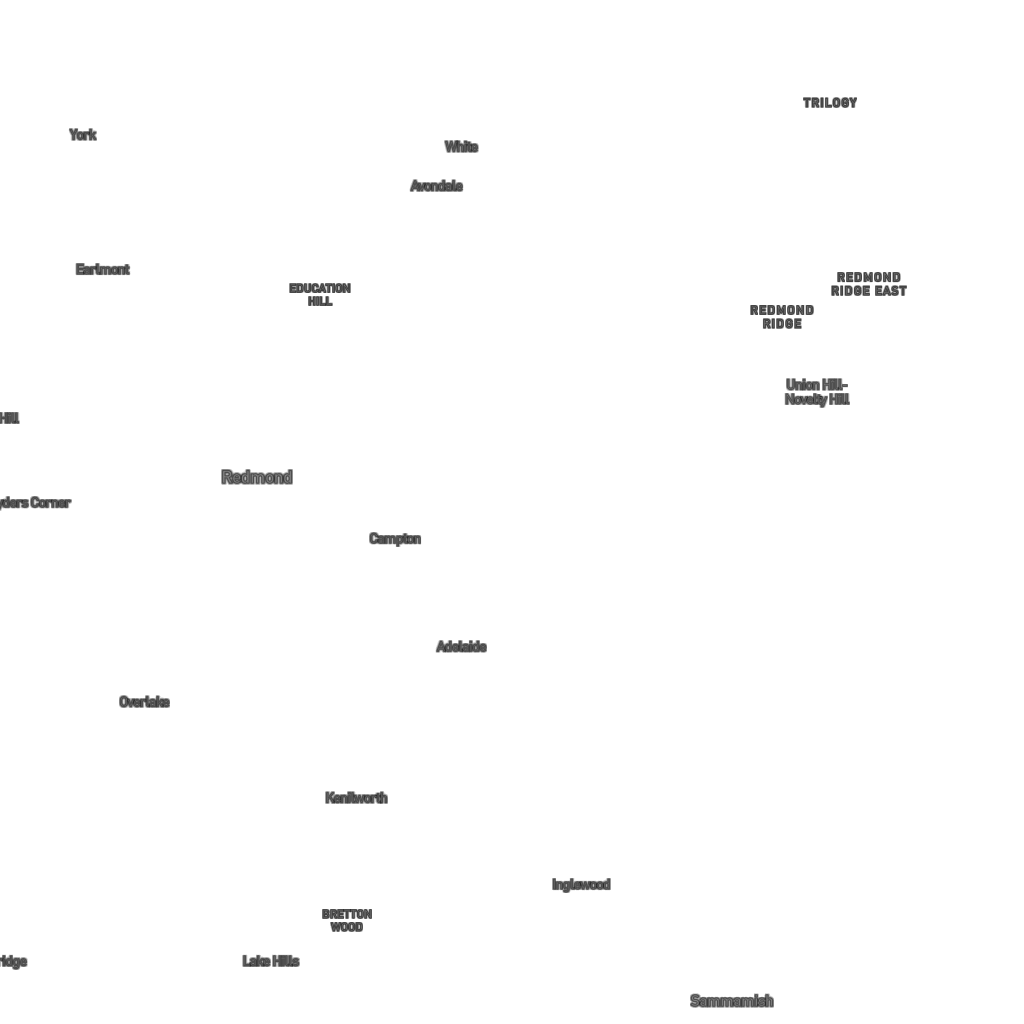 TRILOGY
York
White
Avondale
Earlmont
EDUCATION
HILL
REDMOND
RIDGE EAST
REDMOND
RIDGE
Union Hill-
Novelty Hill
Hill
Redmond
yders Corner
Campton
Adelaide
Overlake
Kenilworth
Inglewood
BRETTON
WOOD
ridge
Lake Hills
Sammamish